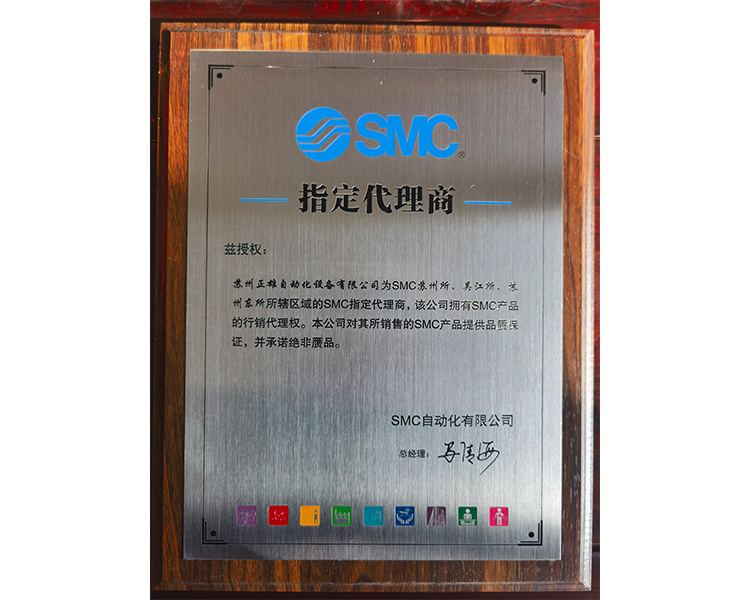 SMC®
指定代理商
兹授权：
苏州正雄自动化设备有限公司为SMC苏州所、吴江所、苏
州东所所辖区域的SMC指定代理商，该公司拥有SMC产品
的行销代理权。本公司对其所销售的SMC产品提供品质保
证，并承诺绝非赝品。
SMC自动化有限公司
总经理：